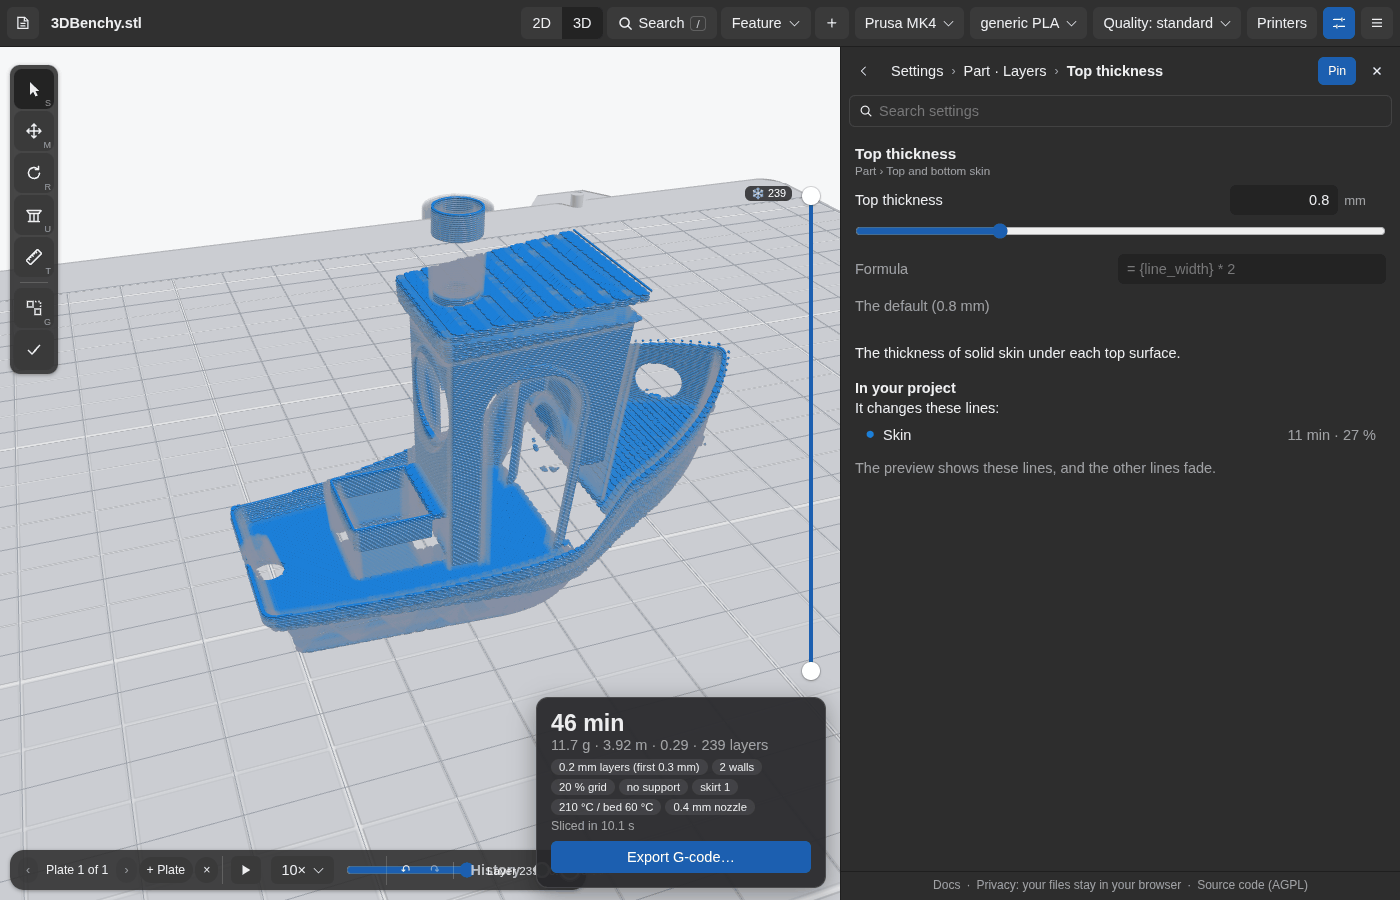 3DBenchy.stl
2D 3D Search / Feature + Prusa MK4 generic PLA Quality: standard Printers
S
M
R
U
T
G
239
Settings › Part · Layers › Top thickness Pin ×
Search settings
Top thickness
Part › Top and bottom skin
Top thickness 0.8 mm
Formula = {line_width} * 2
The default (0.8 mm)
The thickness of solid skin under each top surface.
In your project
It changes these lines:
Skin 11 min · 27 %
The preview shows these lines, and the other lines fade.
46 min
11.7 g · 3.92 m · 0.29 · 239 layers
0.2 mm layers (first 0.3 mm) 2 walls
20 % grid no support skirt 1
210 °C / bed 60 °C 0.4 mm nozzle
Sliced in 10.1 s
Export G-code…
‹ Plate 1 of 1 › + Plate × 10× History Layer 239
Docs · Privacy: your files stay in your browser · Source code (AGPL)